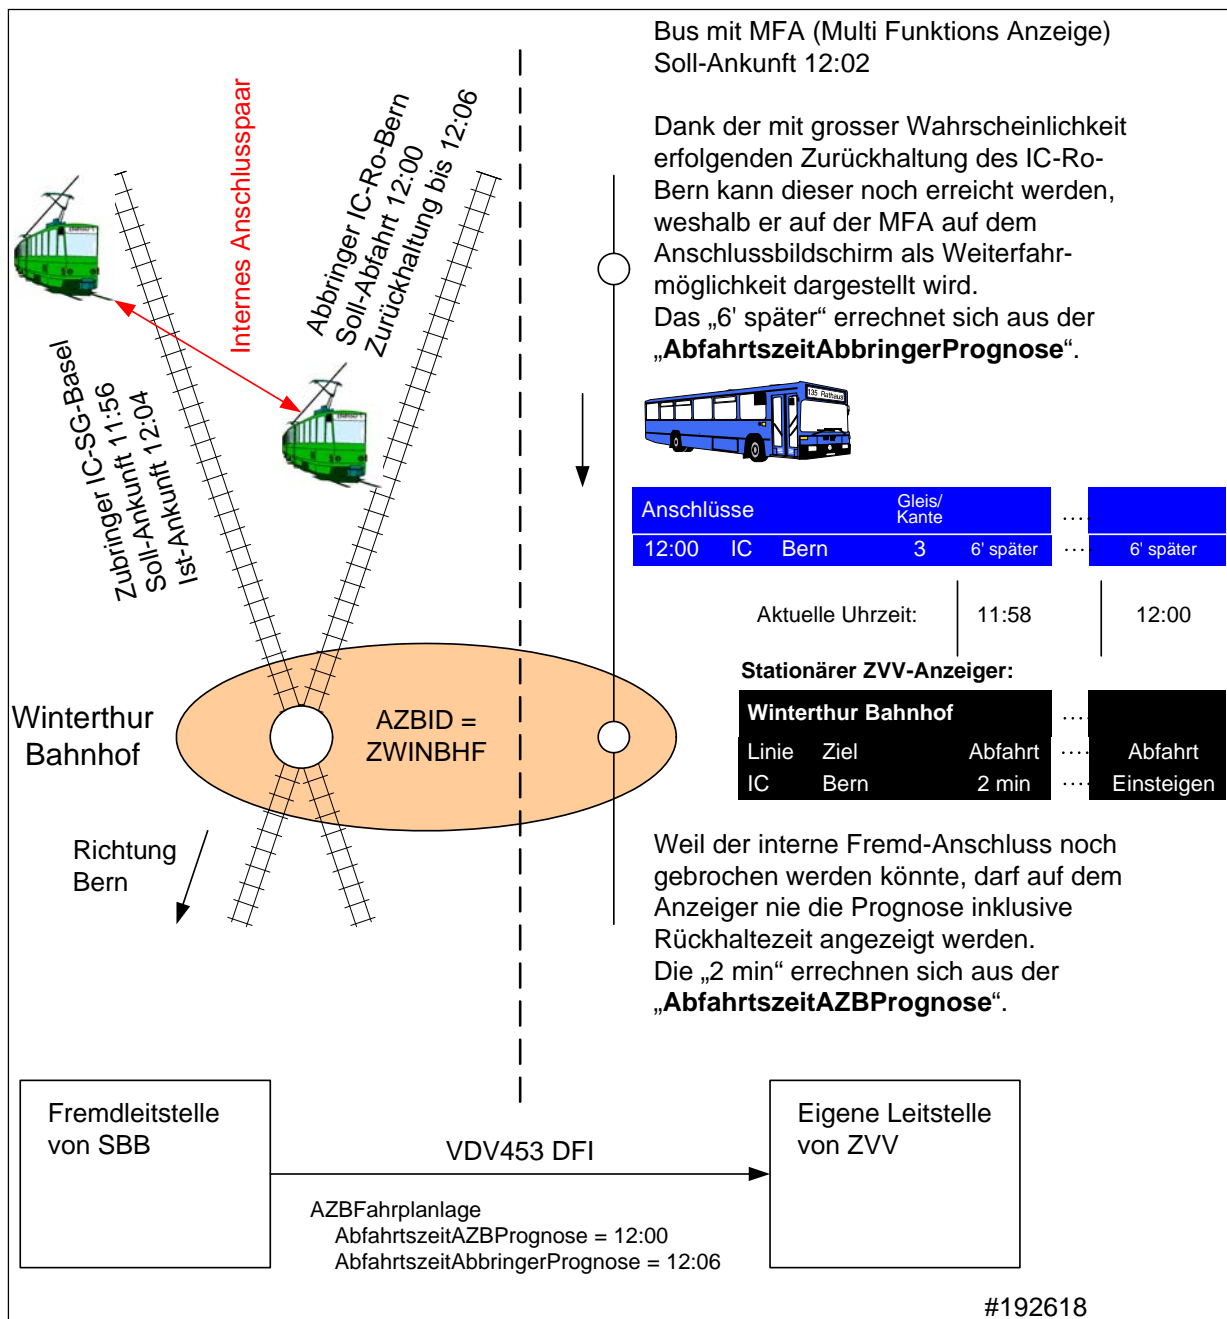 Bus mit MFA (Multi Funktions Anzeige)
Soll-Ankunft 12:02
Dank der mit grosser Wahrscheinlichkeit
erfolgenden Zurückhaltung des IC-Ro-
Bern kann dieser noch erreicht werden,
weshalb er auf der MFA auf dem
Anschlussbildschirm als Weiterfahr-
möglichkeit dargestellt wird.
Das „6' später“ errechnet sich aus der
„AbfahrtszeitAbbringerPrognose“.
Internes Anschlusspaar
Abbringer IC-Ro-Bern
Soll-Abfahrt 12:00
Zurückhaltung bis 12:06
Zubringer IC-SG-Basel
Soll-Ankunft 11:56
Ist-Ankunft 12:04
135 Rathaus
Anschlüsse Gleis/ ....
Kante
12:00 IC Bern 3 6' später .... 6' später
Aktuelle Uhrzeit: 11:58 12:00
Stationärer ZVV-Anzeiger:
Winterthur Bahnhof ....
Linie Ziel Abfahrt .... Abfahrt
IC Bern 2 min .... Einsteigen
Winterthur
Bahnhof
AZBID =
ZWINBHF
Richtung
Bern
Weil der interne Fremd-Anschluss noch
gebrochen werden könnte, darf auf dem
Anzeiger nie die Prognose inklusive
Rückhaltezeit angezeigt werden.
Die „2 min“ errechnen sich aus der
„AbfahrtszeitAZBPrognose“.
Fremdleitstelle
von SBB
VDV453 DFI
Eigene Leitstelle
von ZVV
AZBFahrplanlage
AbfahrtszeitAZBPrognose = 12:00
AbfahrtszeitAbbringerPrognose = 12:06
#192618